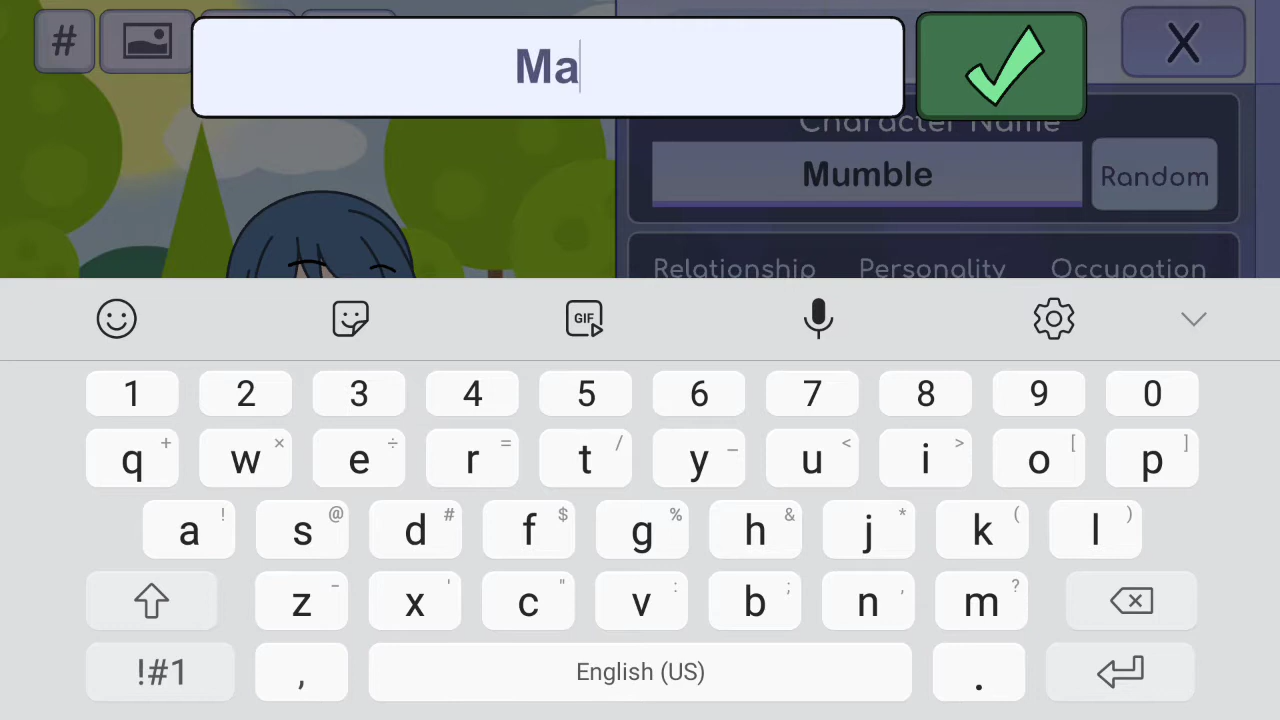 #
Ma
X
Character Name
Mumble
Random
Relationship Personality Occupation
GIF
1 2 3 4 5 6 7 8 9 0
q + w × e ÷ r = t / y _ u < i > o [ p ]
a ! s @ d # f $ g % h & j * k ( l )
z - x ' c " v : b ; n , m ?
!#1 , English (US) .